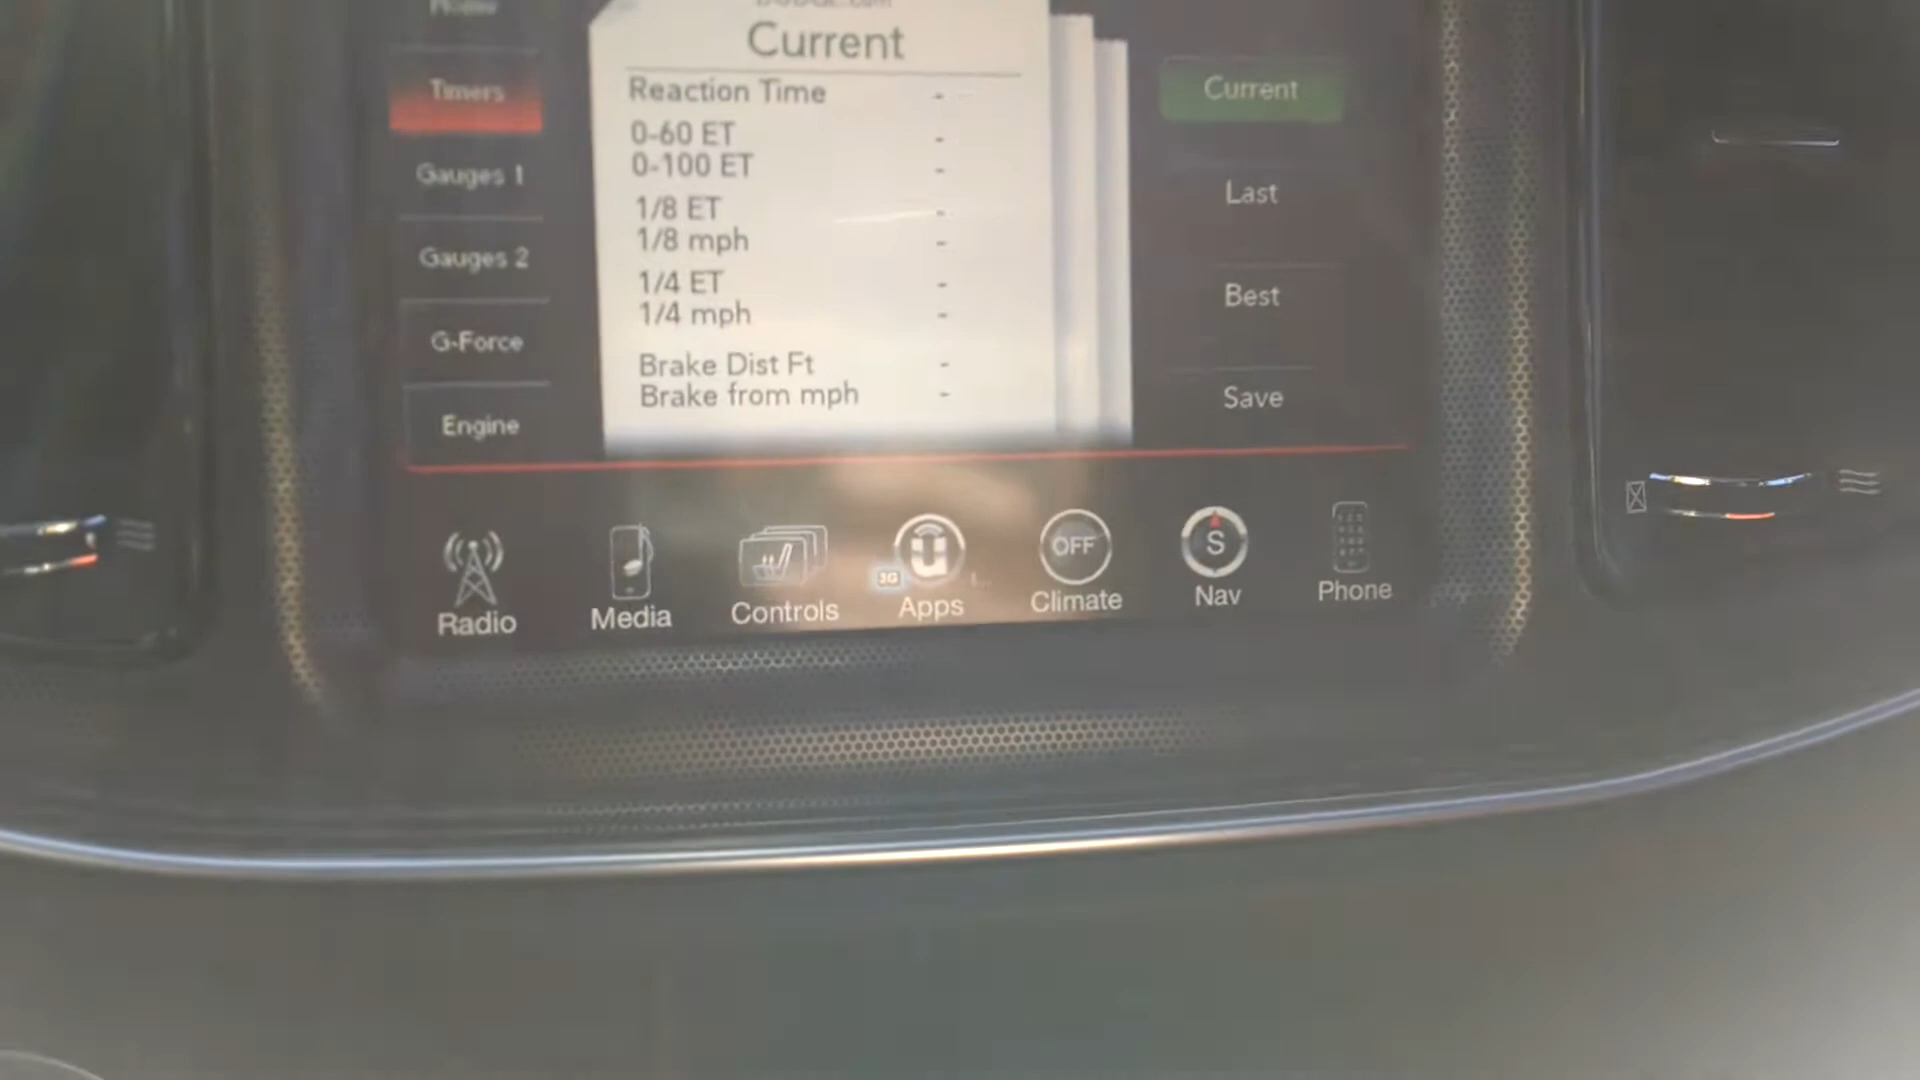 Home
Timers
Gauges 1
Gauges 2
G-Force
Engine
Current
Reaction Time -
0-60 ET -
0-100 ET -
1/8 ET -
1/8 mph -
1/4 ET -
1/4 mph -
Brake Dist Ft -
Brake from mph -
Current
Last
Best
Save
3G
OFF
S
Radio
Media
Controls
Apps
Climate
Nav
Phone